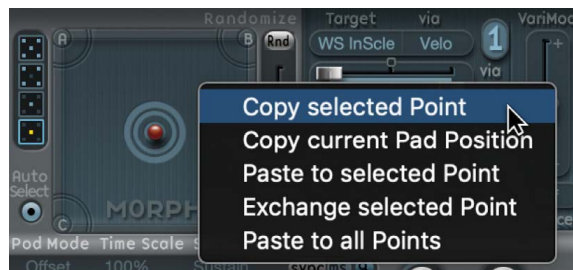 Randomize
Target via VariMod
A B Rnd WS InScle Velo 1
via
Copy selected Point
Copy current Pad Position
Paste to selected Point
Exchange selected Point
Paste to all Points
Auto
Select
C MORPH
Pad Mode Time Scale
Offset 100% Sustain sync/ms